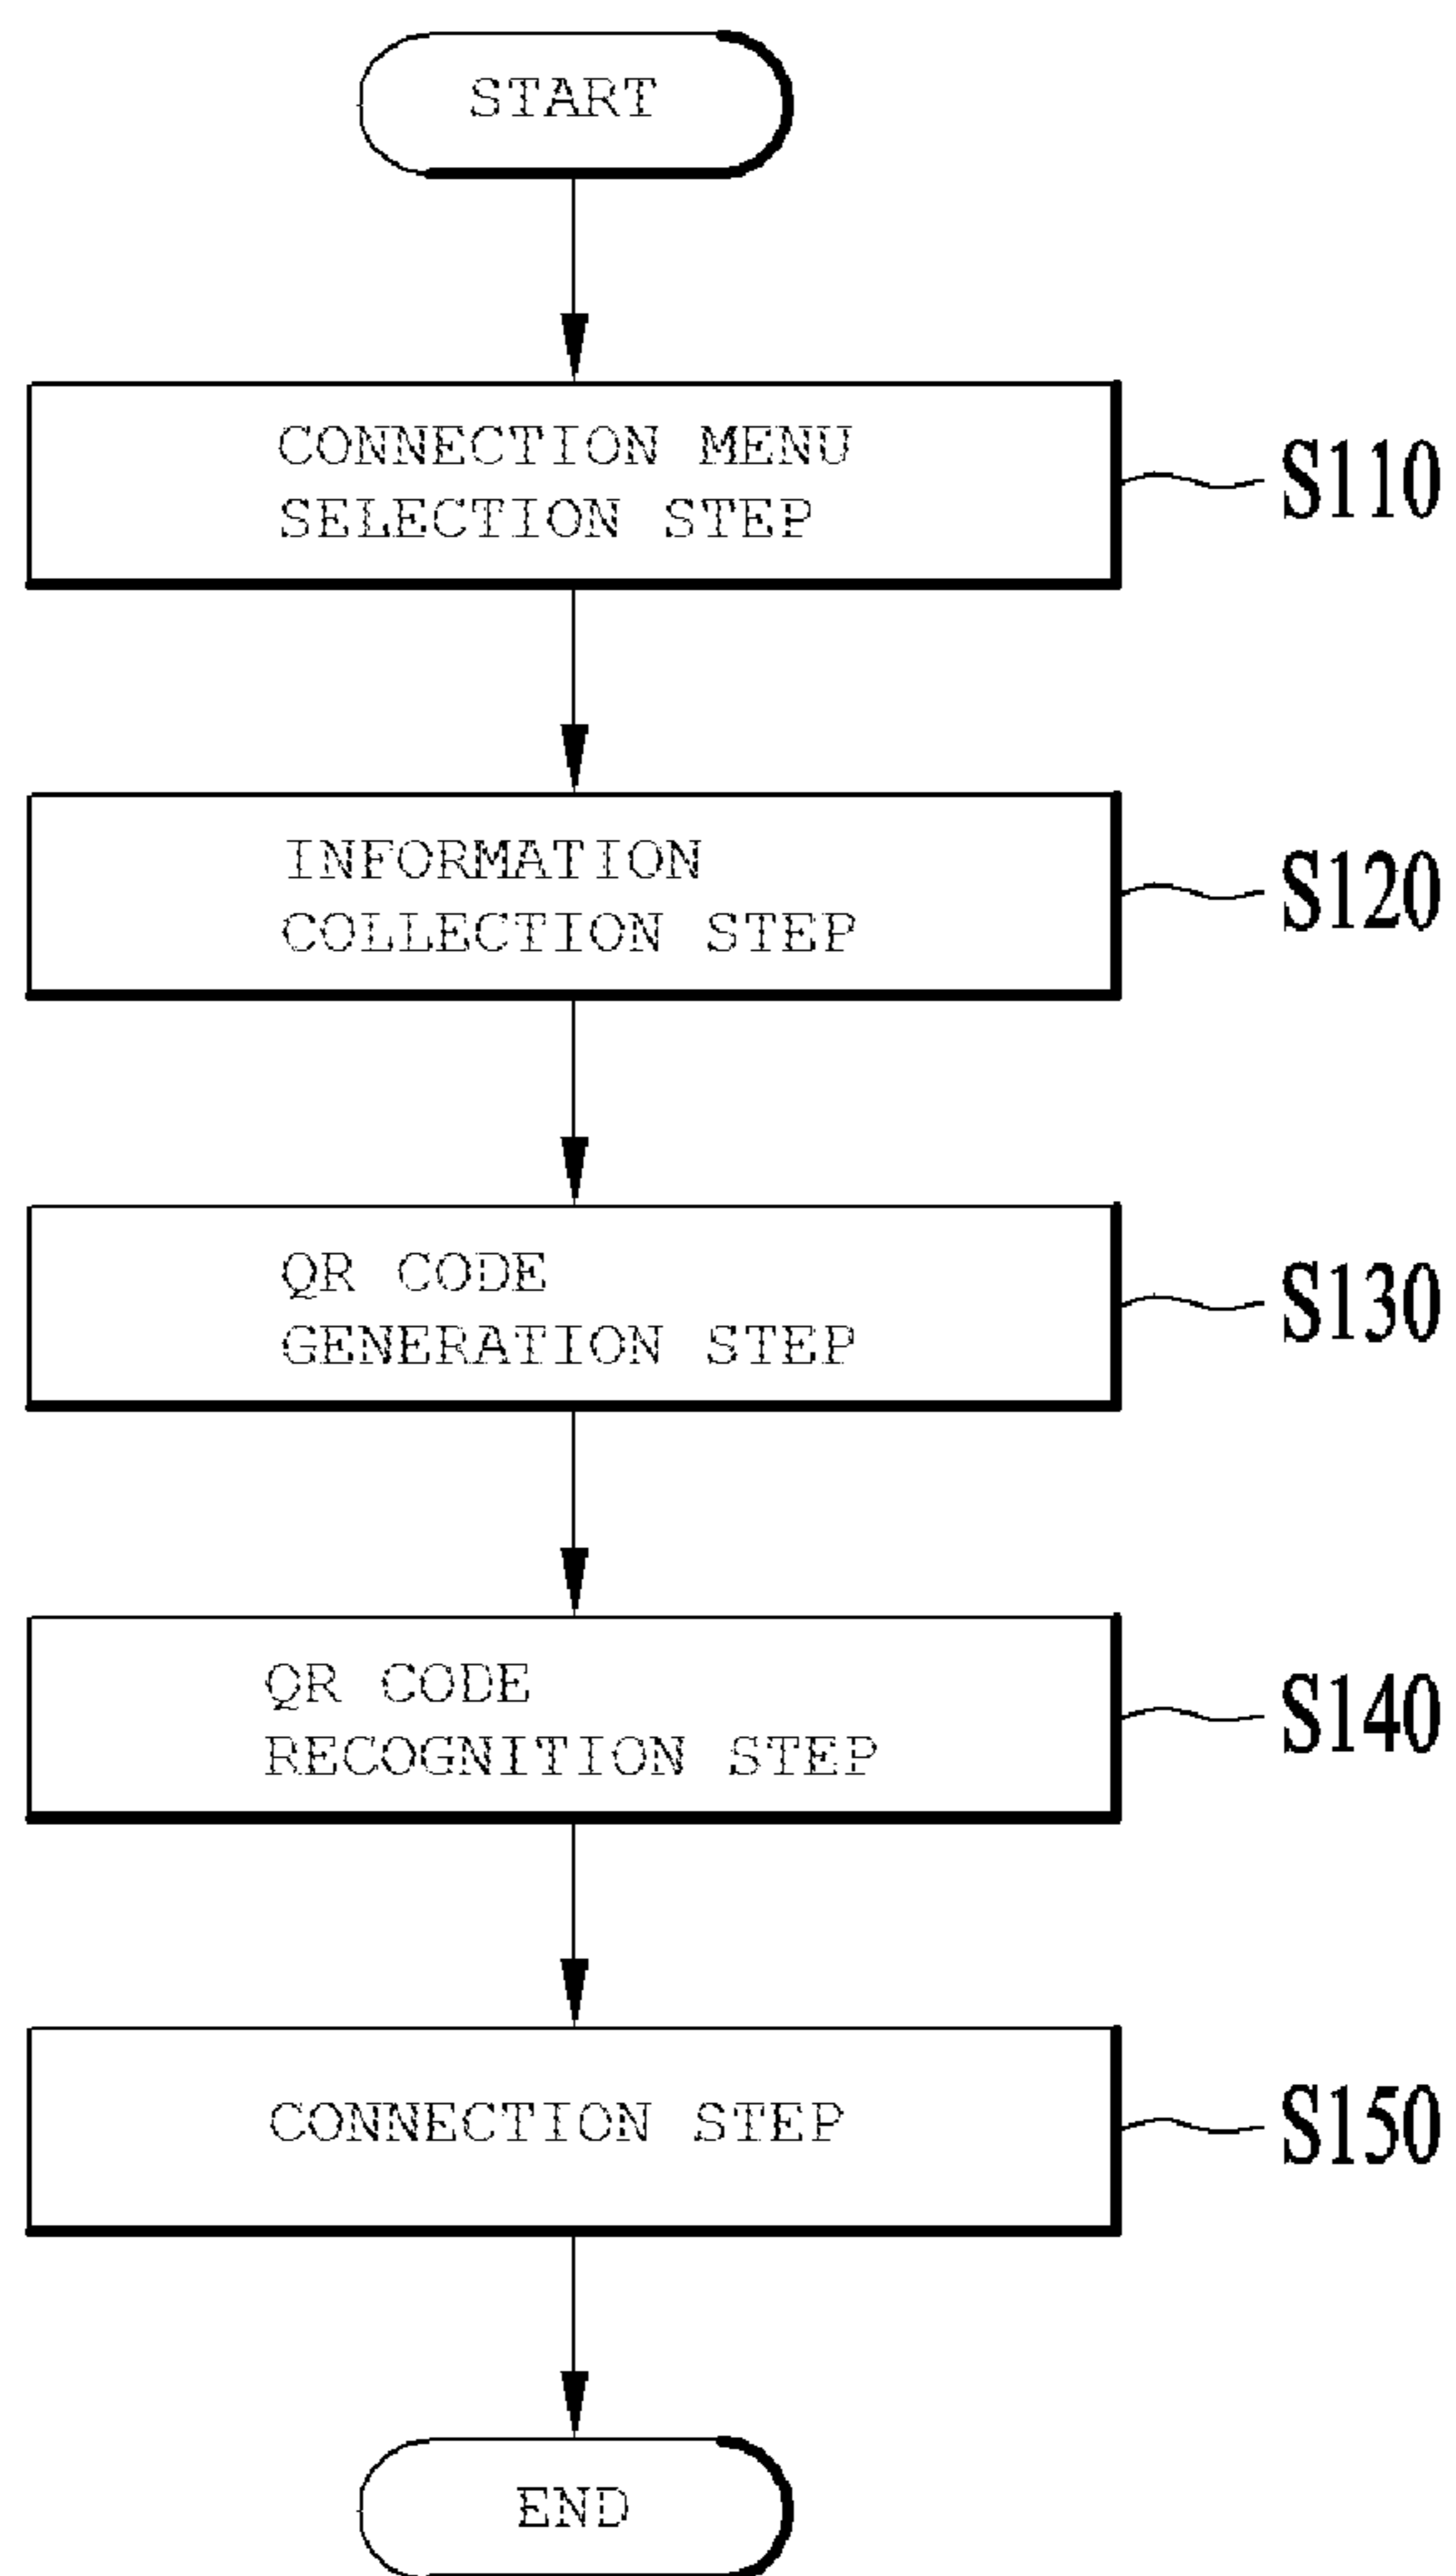 START
CONNECTION MENU
SELECTION STEP
S110
INFORMATION
COLLECTION STEP
S120
QR CODE
GENERATION STEP
S130
QR CODE
RECOGNITION STEP
S140
CONNECTION STEP
S150
END